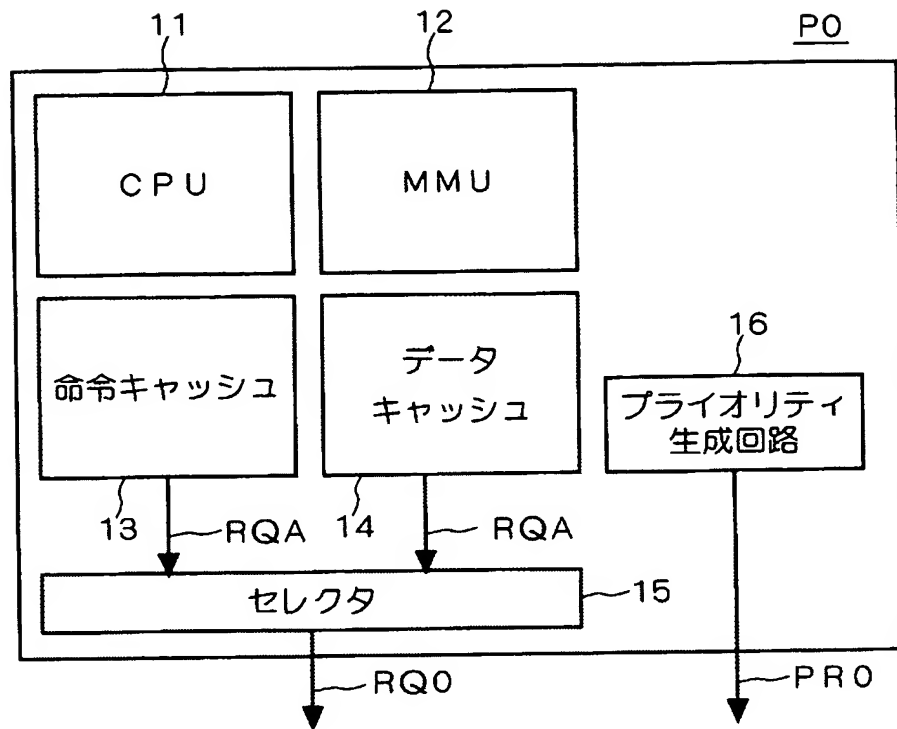 11
12
P0
CPU
MMU
16
命令キャッシュ
データ
キャッシュ
プライオリティ
生成回路
13
RQA
14
RQA
セレクタ
15
RQ0
PR0